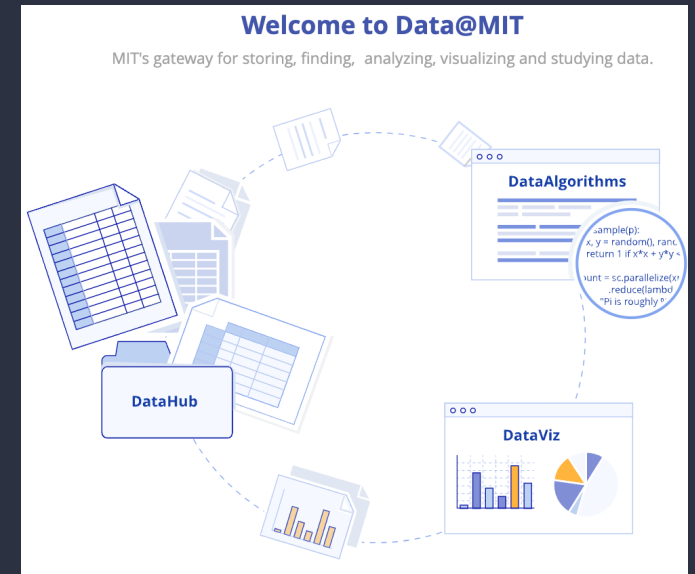 Welcome to Data@MIT
MIT's gateway for storing, finding, analyzing, visualizing and studying data.
DataAlgorithms
sample(p):
x, y = random(), ranc
return 1 if x*x + y*y <
ount = sc.parallelize(x
.reduce(lambd
"Pi is roughly
DataHub
DataViz